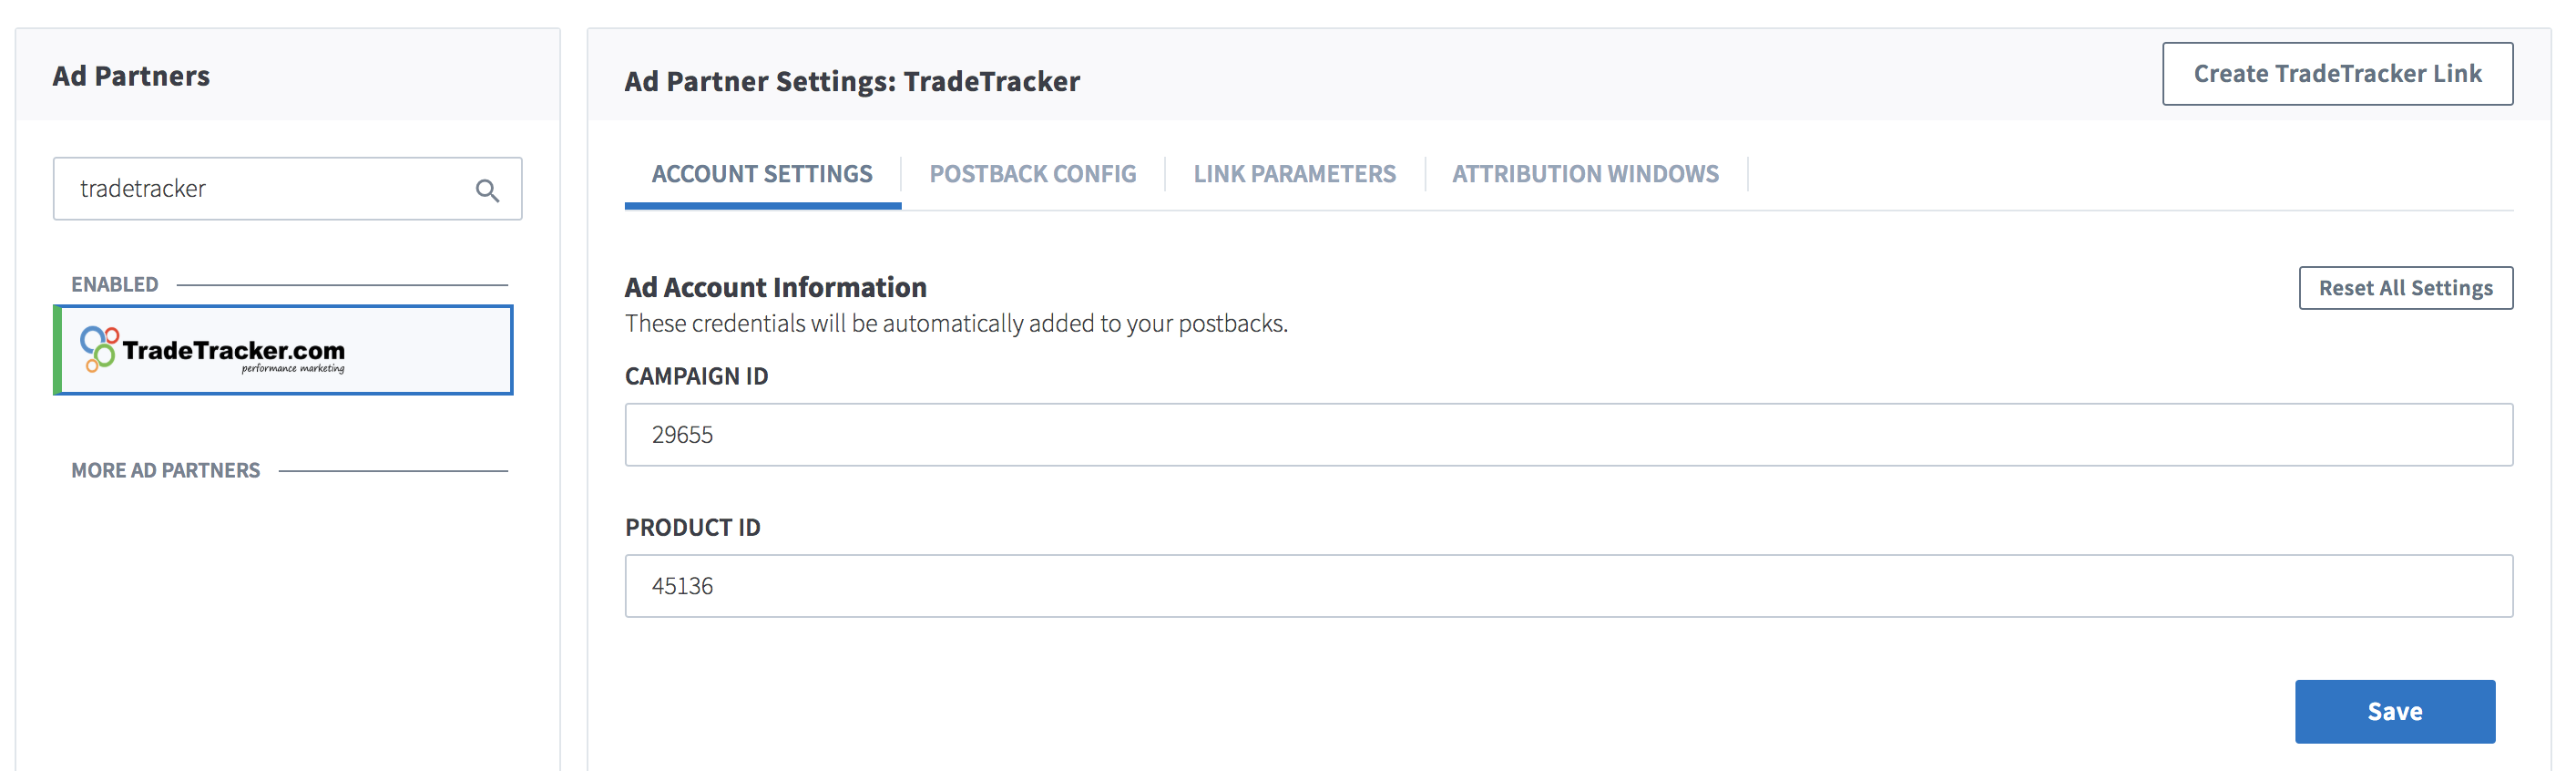 Ad Partners
tradetracker
ENABLED
TradeTracker.com
performance marketing
MORE AD PARTNERS
Ad Partner Settings: TradeTracker
Create TradeTracker Link
ACCOUNT SETTINGS
POSTBACK CONFIG
LINK PARAMETERS
ATTRIBUTION WINDOWS
Ad Account Information
Reset All Settings
These credentials will be automatically added to your postbacks.
CAMPAIGN ID
29655
PRODUCT ID
45136
Save